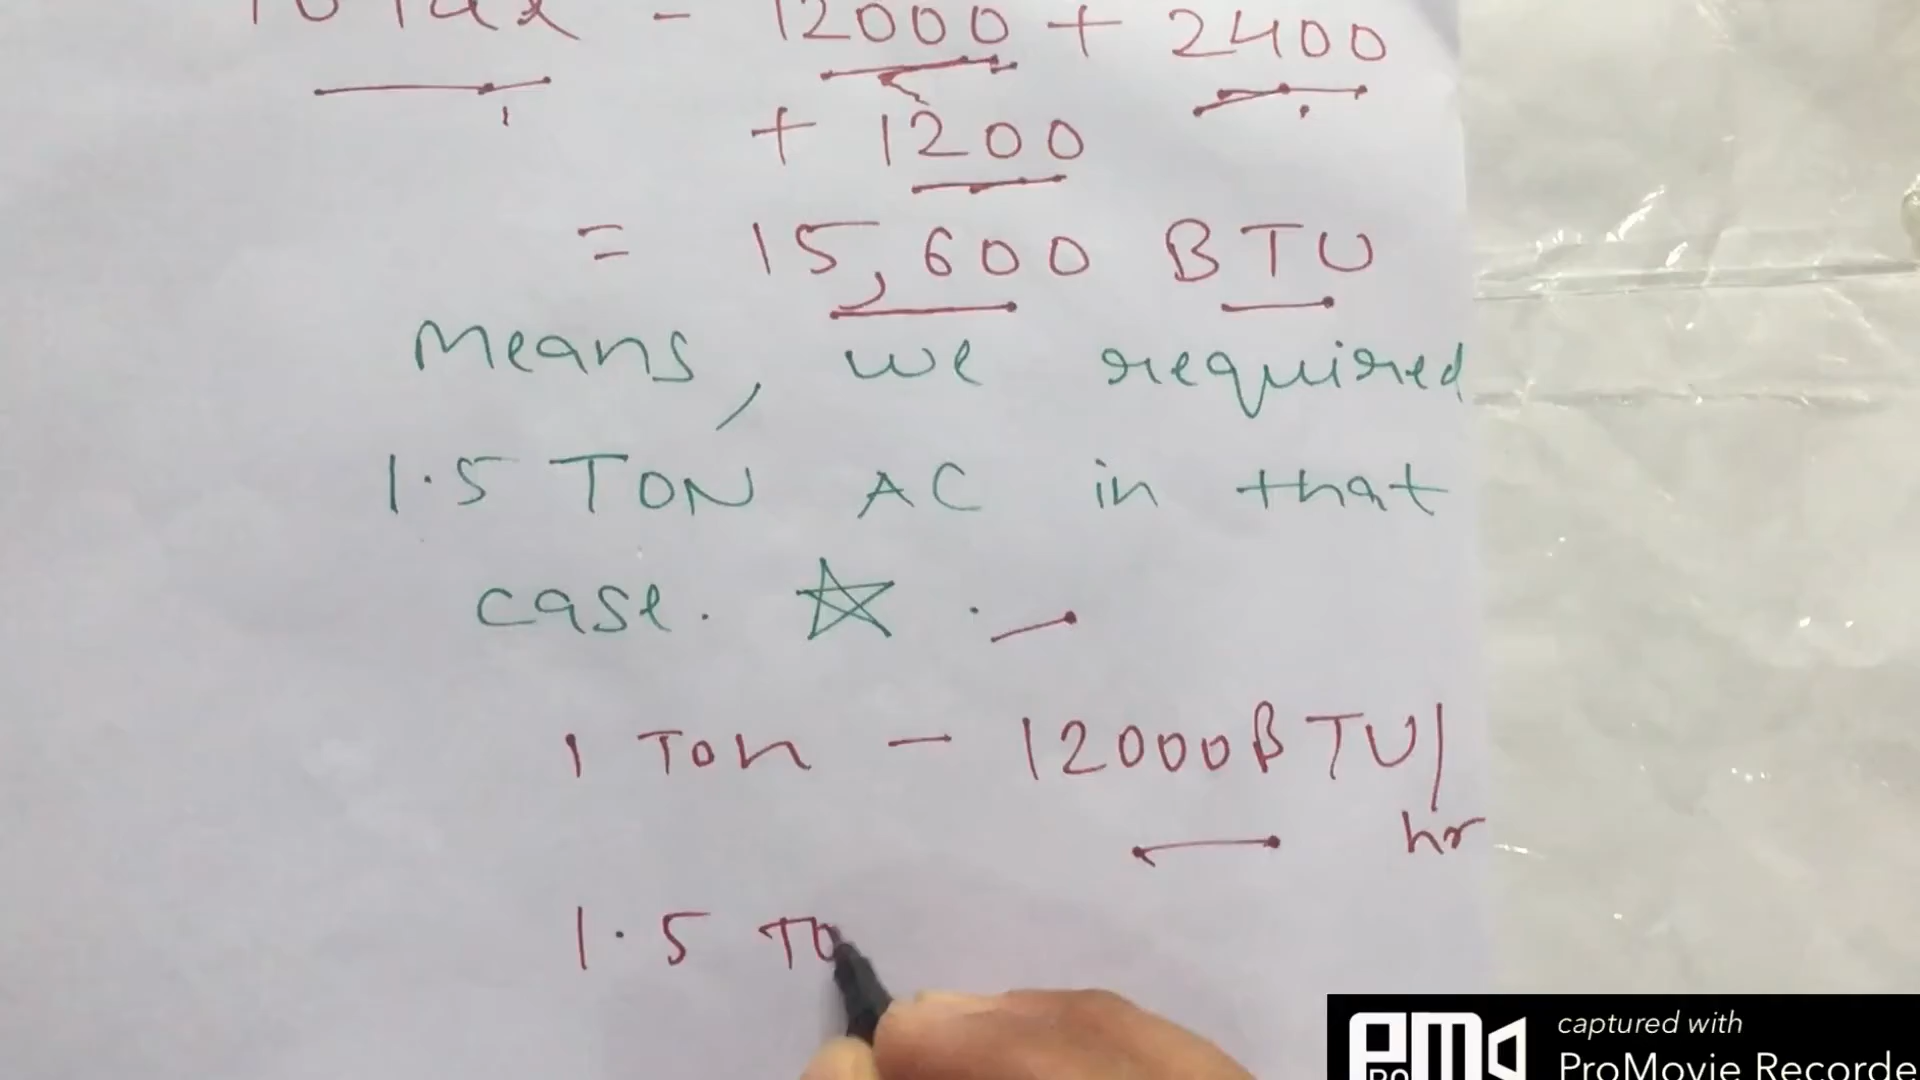 Total - 12000 + 2400
+ 1200
= 15,600 BTU
Means, we required
1.5 TON AC in that
case.
1 Ton - 12000 BTU/
hr
1.5 To
captured with
ProMovie Recorde